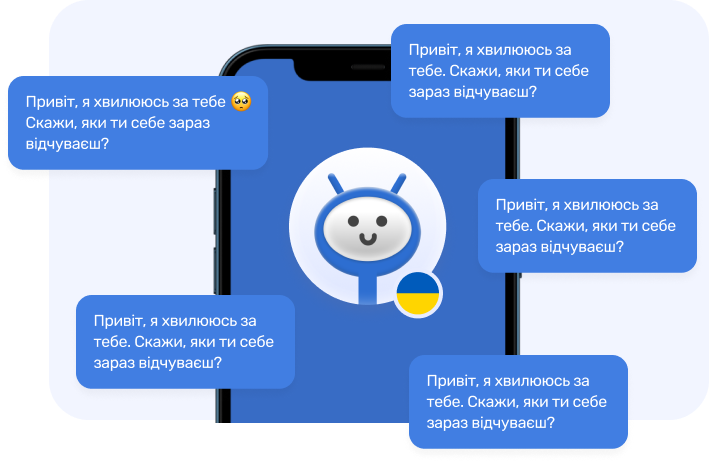 Привіт, я хвилююсь за
тебе. Скажи, яки ти себе
зараз відчуваєш?
Привіт, я хвилююсь за тебе 🥺
Скажи, яки ти себе зараз
відчуваєш?
Привіт, я хвилююсь за
тебе. Скажи, яки ти себе
зараз відчуваєш?
Привіт, я хвилююсь за
тебе. Скажи, яки ти себе
зараз відчуваєш?
Привіт, я хвилююсь за
тебе. Скажи, яки ти себе
зараз відчуваєш?